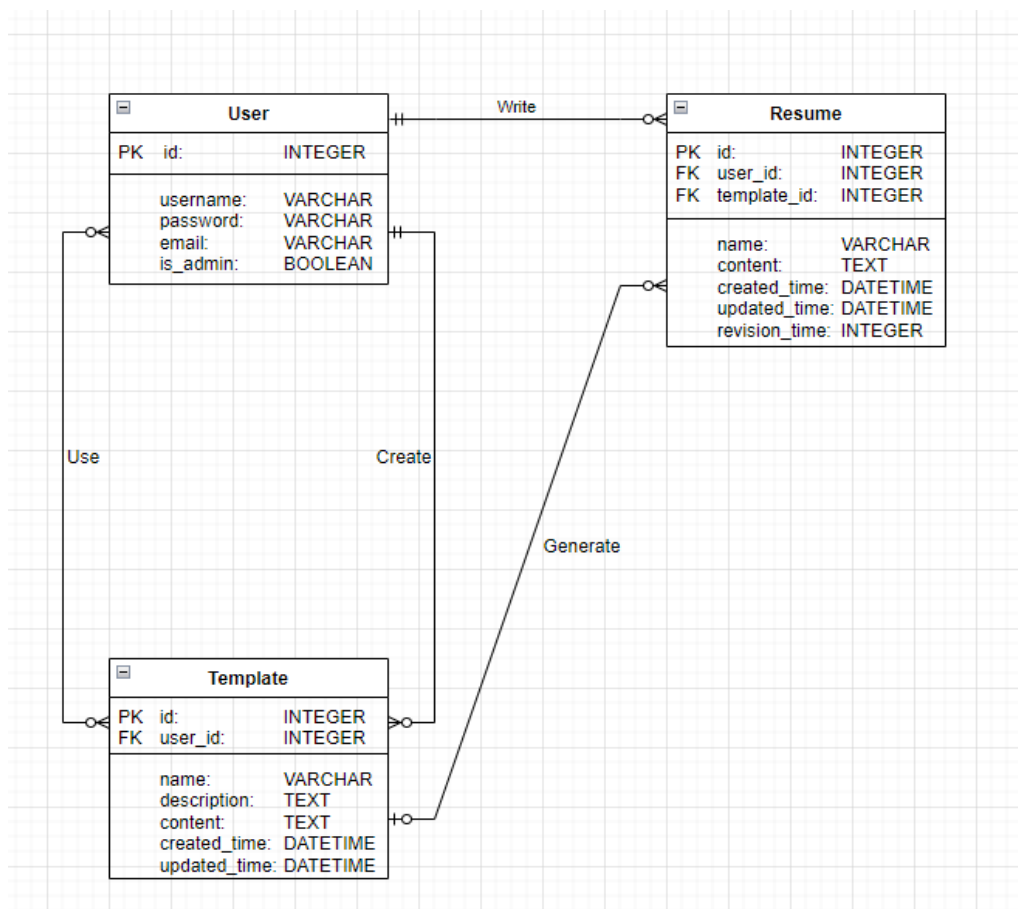 User
PK id: INTEGER
username: VARCHAR
password: VARCHAR
email: VARCHAR
is_admin: BOOLEAN
Write
Resume
PK id: INTEGER
FK user_id: INTEGER
FK template_id: INTEGER
name: VARCHAR
content: TEXT
created_time: DATETIME
updated_time: DATETIME
revision_time: INTEGER
Use
Create
Generate
Template
PK id: INTEGER
FK user_id: INTEGER
name: VARCHAR
description: TEXT
content: TEXT
created_time: DATETIME
updated_time: DATETIME